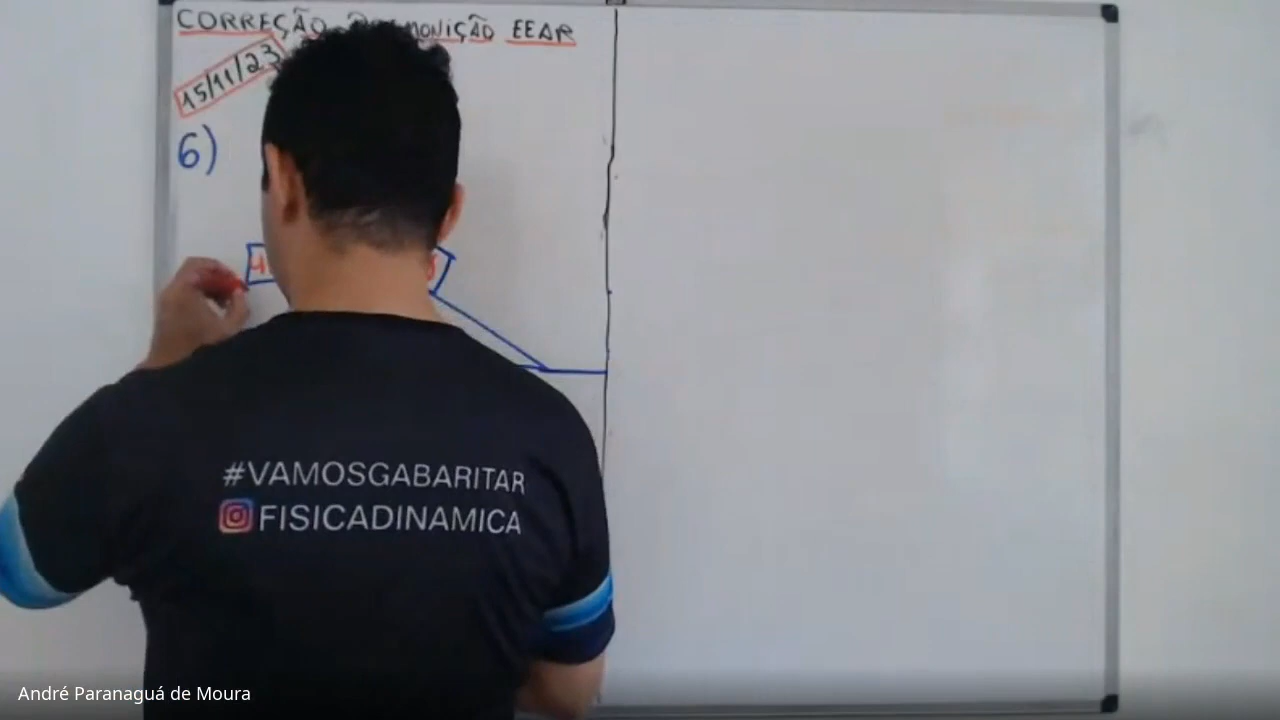 CORREÇÃO MONIÇÃO EEAR
15/11/23
6)
#VAMOSGABARITAR
FISICADINAMICA
André Paranaguá de Moura